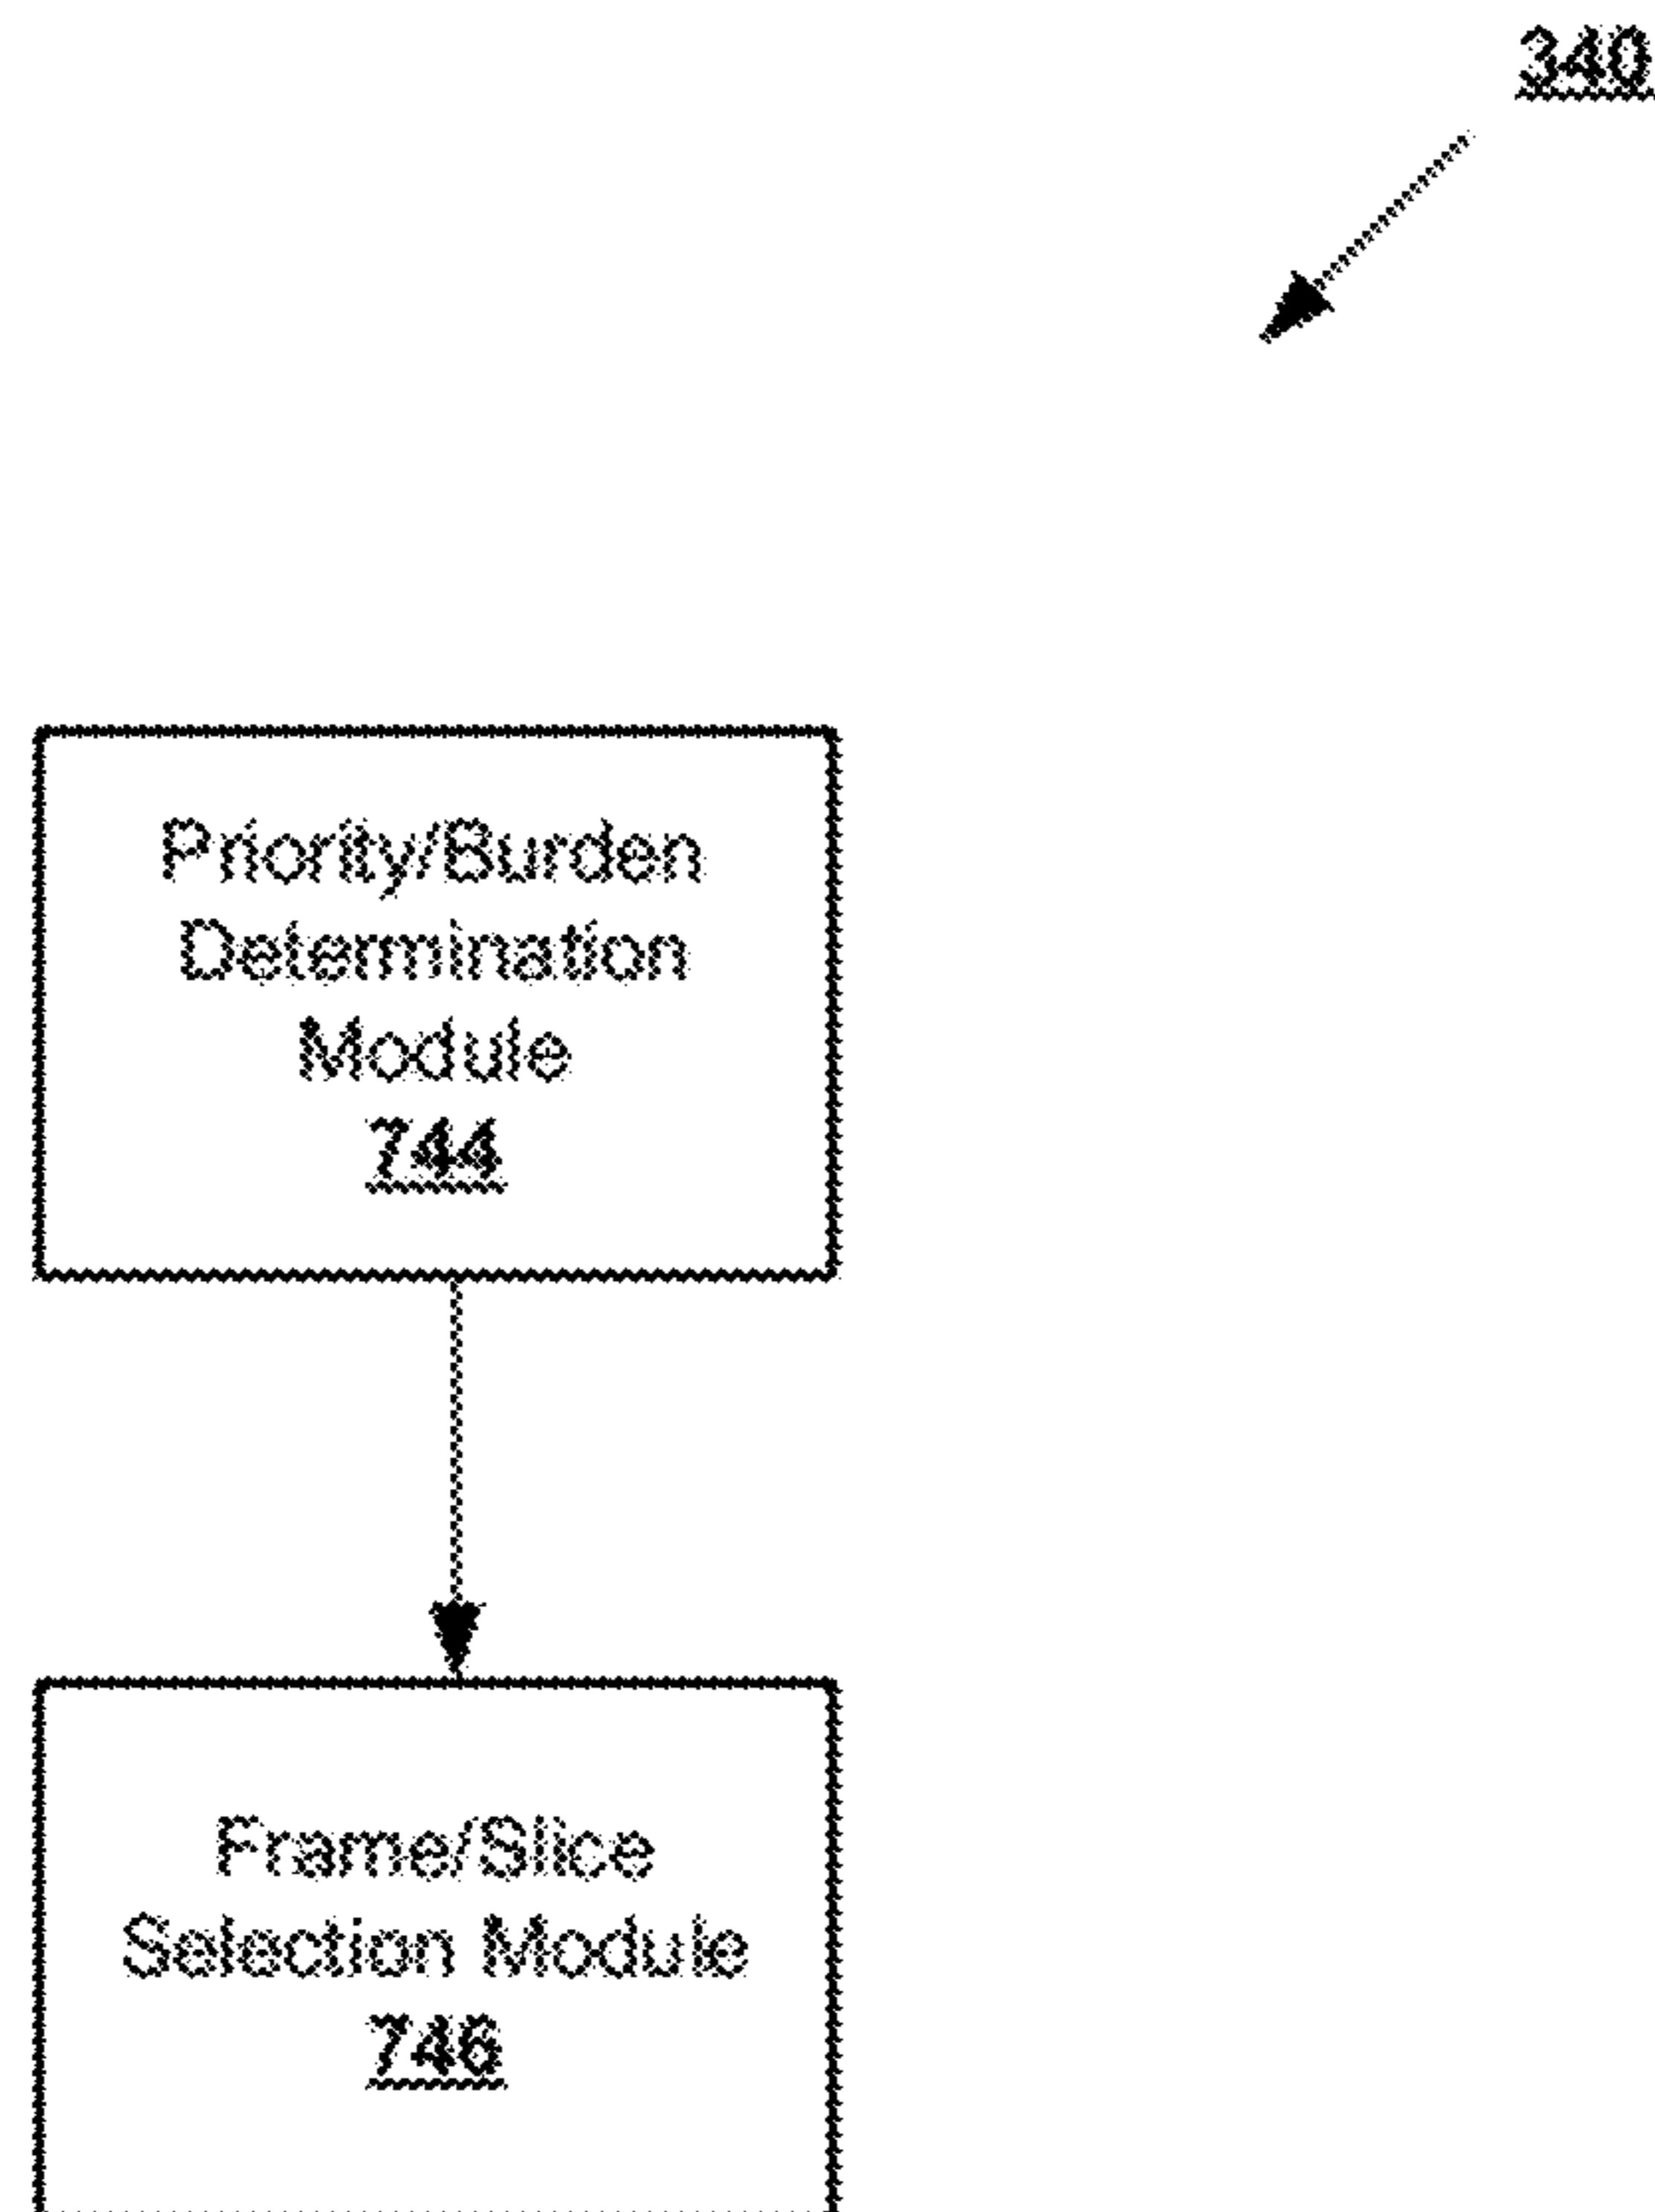 340
Priority/Burden
Determination
Module
744
Frame/Slice
Selection Module
746